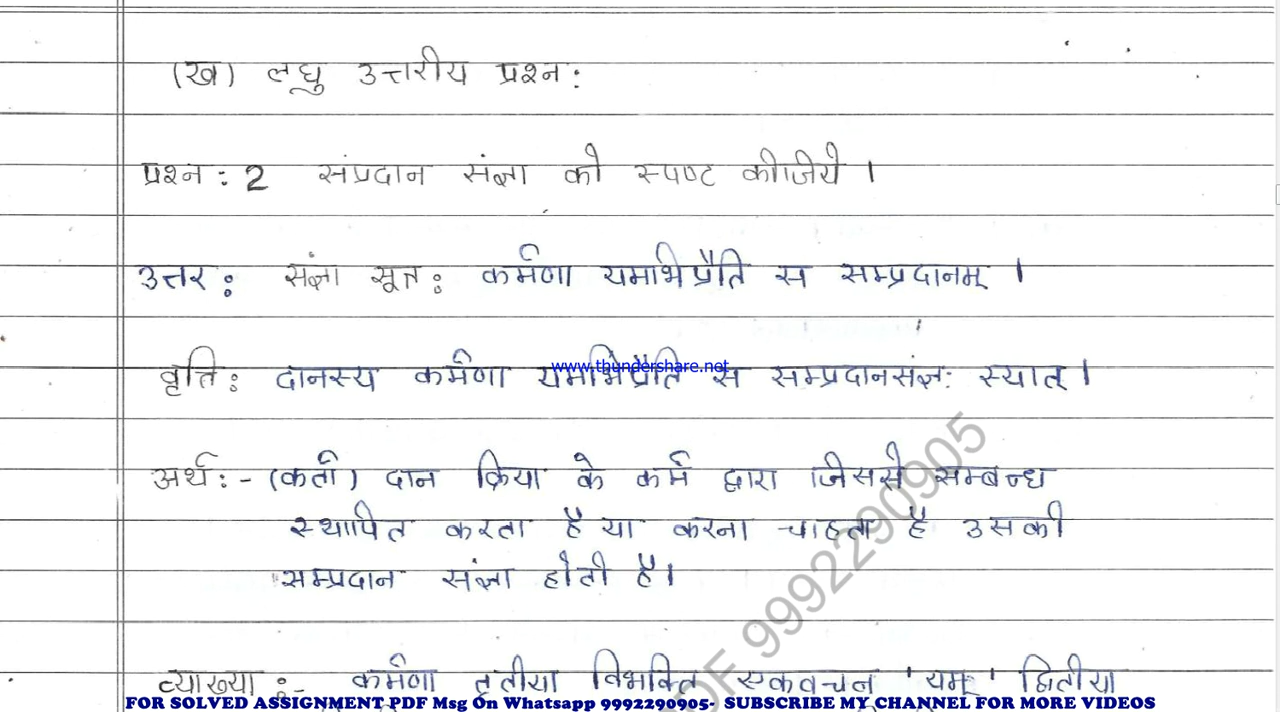 (ख) लघु उत्तरीय प्रश्न:
प्रश्न: 2 संप्रदान संज्ञा को स्पष्ट कीजिये।
उत्तर: संज्ञा सूत्र: कर्मणा यमाभिप्रैति स सम्प्रदानम्।
www.thundershare.net
वृत्ति: दानस्य कर्मणा यमभिप्रैति स सम्प्रदानसंज्ञ: स्यात्।
अर्थ:- (कर्ता) दान क्रिया के कर्म द्वारा जिससे सम्बन्ध
स्थापित करता है या करना चाहता है उसकी
सम्प्रदान संज्ञा होती है।
PDF 9992290905
व्याख्या:- कर्मणा तृतीया विभक्ति एकवचन 'यम्' द्वितीया
FOR SOLVED ASSIGNMENT PDF Msg On Whatsapp 9992290905- SUBSCRIBE MY CHANNEL FOR MORE VIDEOS